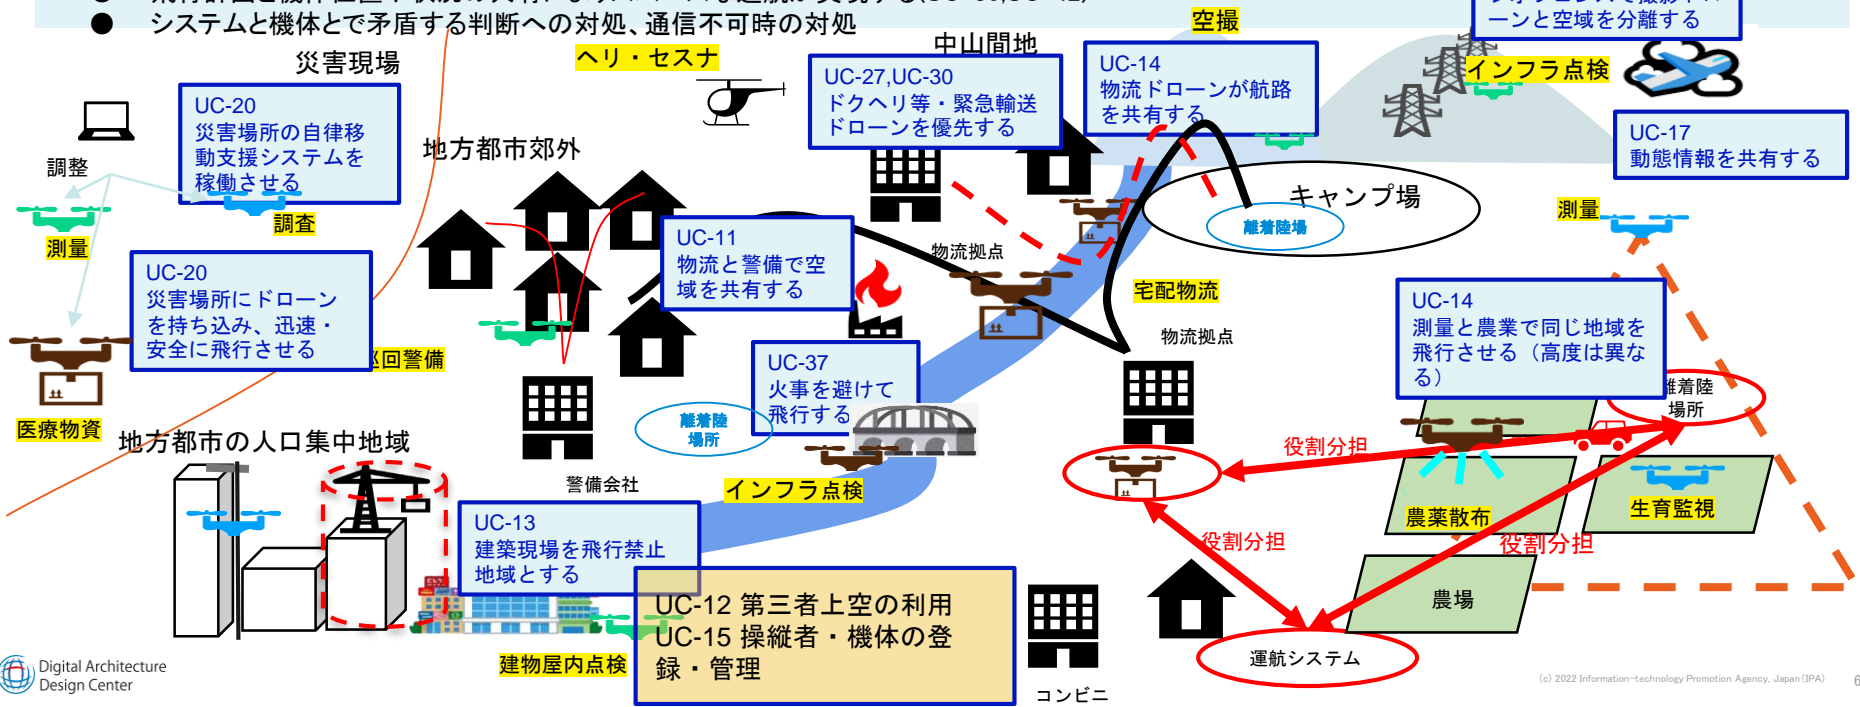 ● システムと機体とで矛盾する判断への対処、通信不可時の対処
災害現場
ヘリ・セスナ
中山間地
空撮
ーンと空域を分離する
インフラ点検
UC-20
災害場所の自律移
動支援システムを
稼働させる
調整
測量
調査
UC-20
災害場所にドローン
を持ち込み、迅速・
安全に飛行させる
医療物資
巡回警備
地方都市郊外
UC-27,UC-30
ドクヘリ等・緊急輸送
ドローンを優先する
UC-14
物流ドローンが航路
を共有する
UC-17
動態情報を共有する
キャンプ場
離着陸場
測量
UC-11
物流と警備で空
域を共有する
物流拠点
宅配物流
物流拠点
UC-14
測量と農業で同じ地域を
飛行させる（高度は異な
る）
離着陸
場所
UC-37
火事を避けて
飛行する
離着陸
場所
警備会社
インフラ点検
地方都市の人口集中地域
UC-13
建築現場を飛行禁止
地域とする
UC-12 第三者上空の利用
UC-15 操縦者・機体の登
録・管理
建物屋内点検
コンビニ
役割分担
役割分担
役割分担
農薬散布
生育監視
農場
運航システム
Digital Architecture
Design Center
(c) 2022 Information-technology Promotion Agency, Japan(IPA)
6